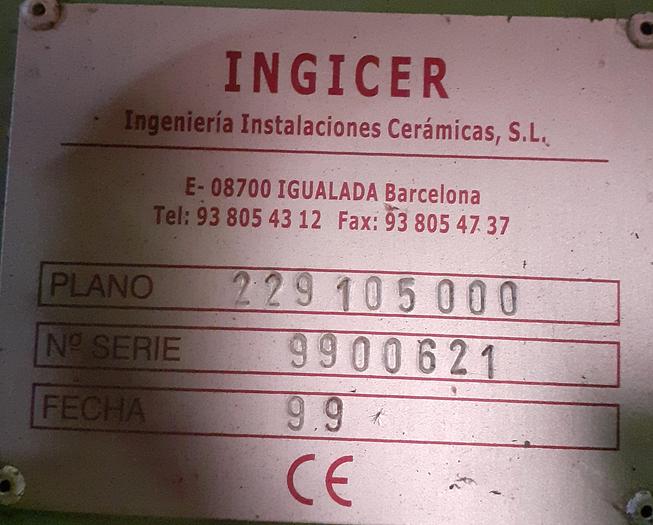 INGICER
Ingeniería Instalaciones Cerámicas, S.L.
E- 08700 IGUALADA Barcelona
Tel: 93 805 43 12 Fax: 93 805 47 37
PLANO 229 105 000
Nº SERIE 9900621
FECHA 99
CE